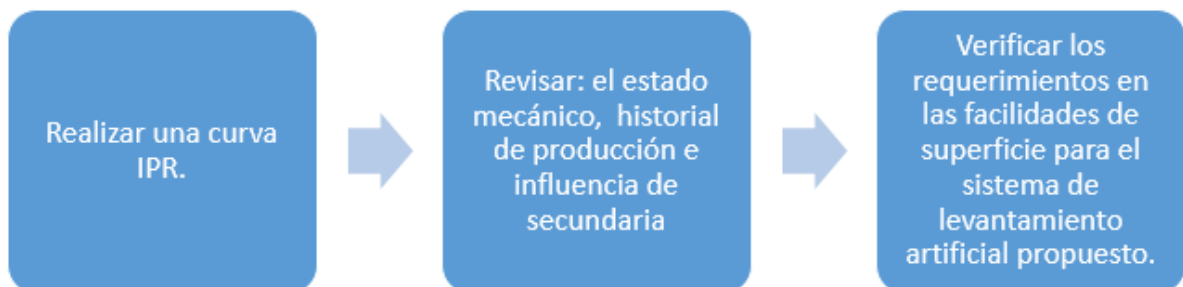 Realizar una curva
IPR.
Revisar: el estado
mecánico, historial
de producción e
influencia de
secundaria
Verificar los
requerimientos en
las facilidades de
superficie para el
sistema de
levantamiento
artificial propuesto.